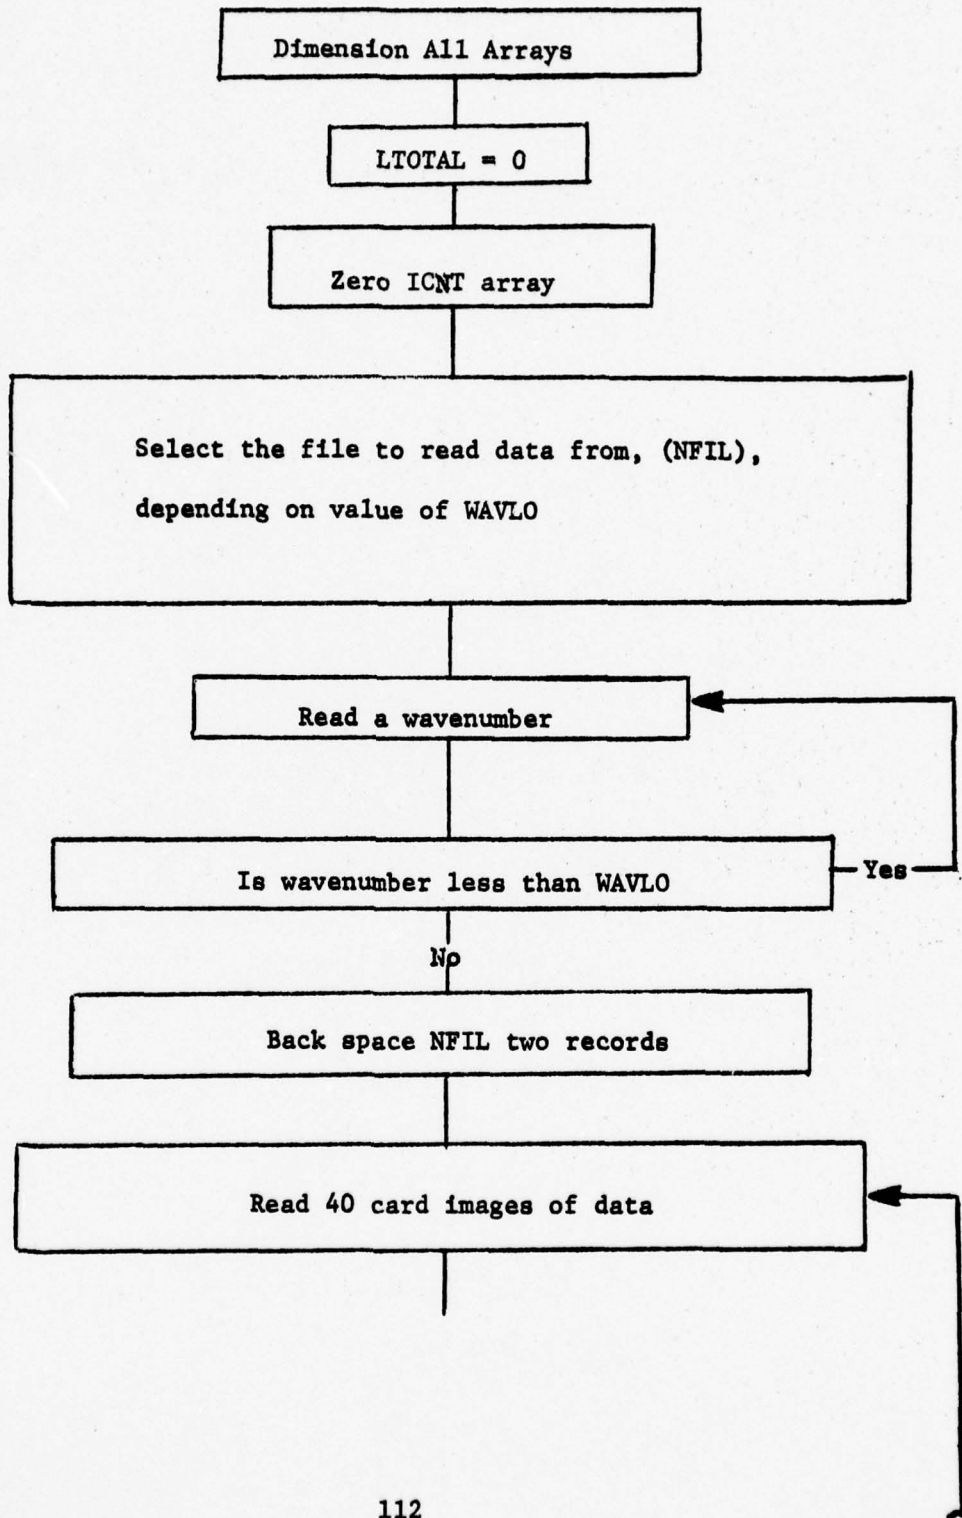 Dimension All Arrays
LTOTAL = 0
Zero ICNT array
Select the file to read data from, (NFIL),
depending on value of WAVLO
Read a wavenumber
Is wavenumber less than WAVLO
Yes
No
Back space NFIL two records
Read 40 card images of data
112